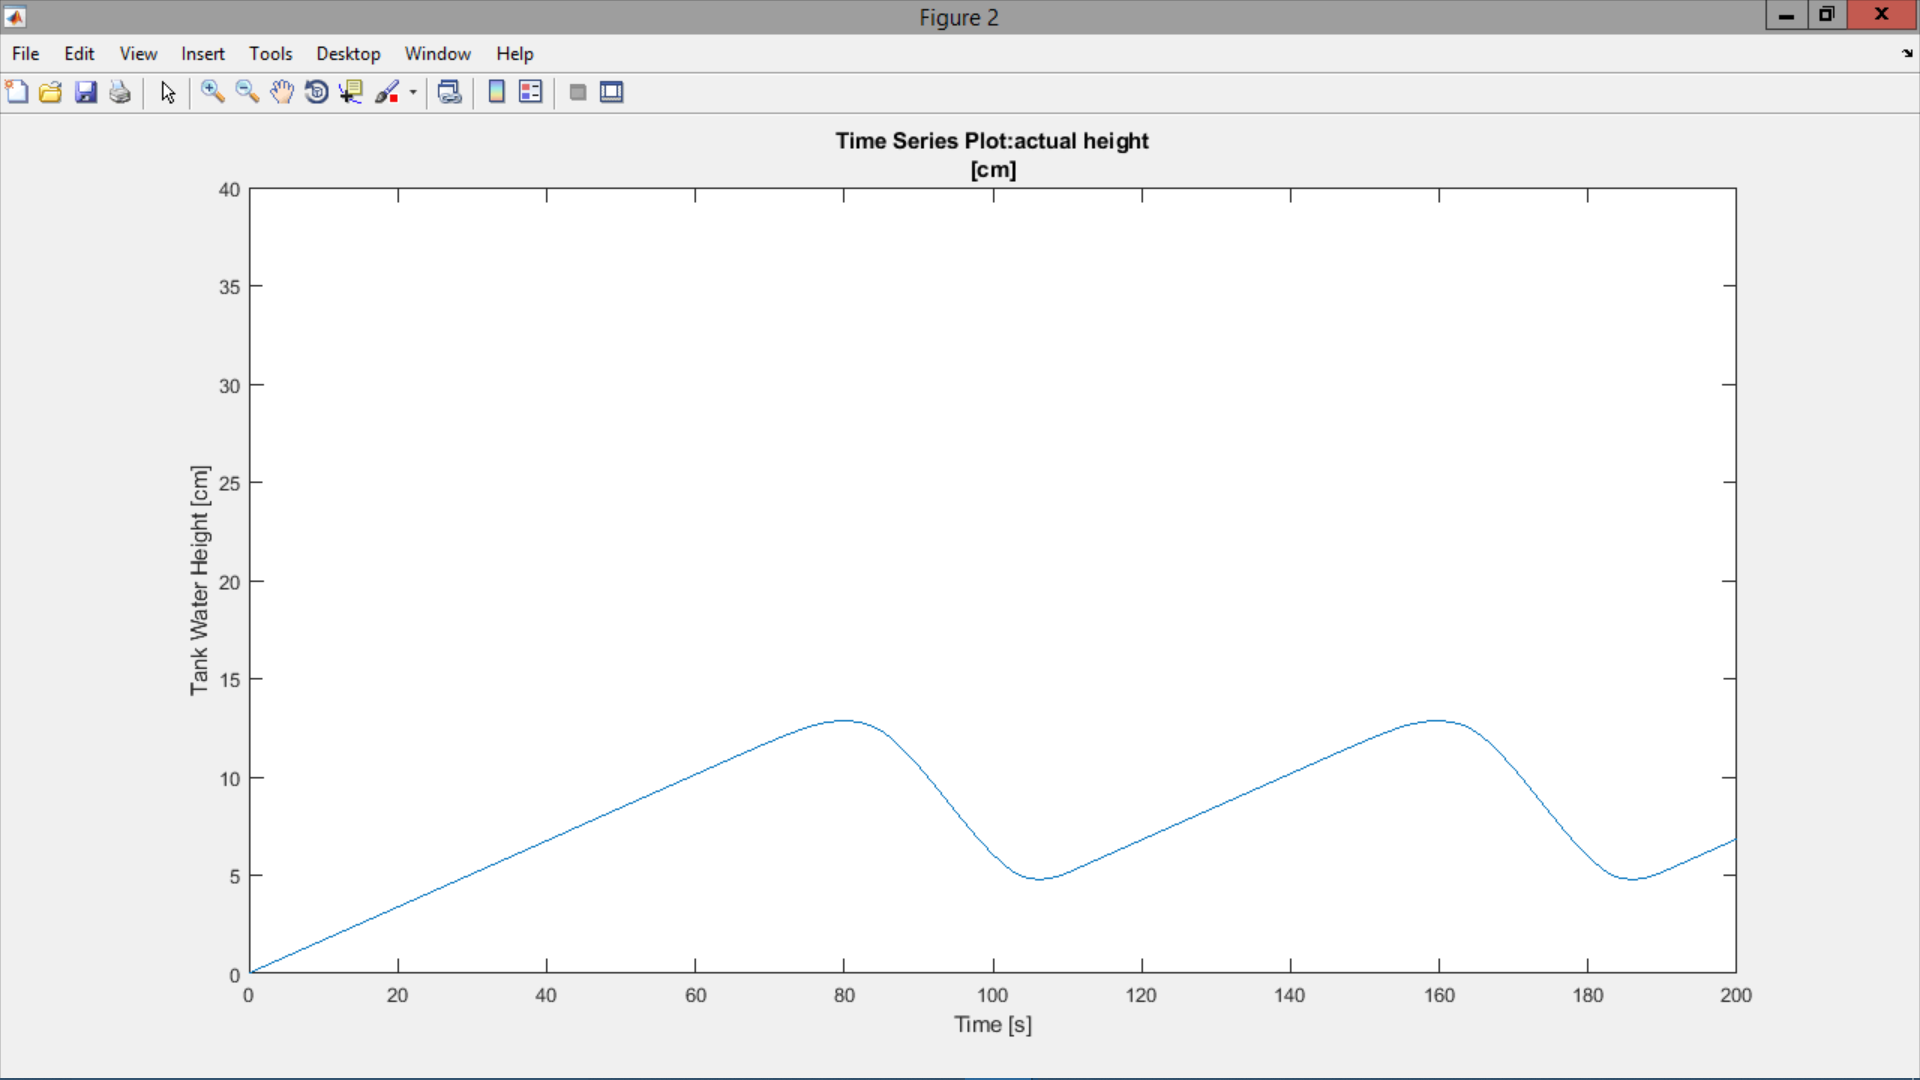 Figure 2
File Edit View Insert Tools Desktop Window Help
Time Series Plot:actual height
[cm]
Tank Water Height [cm]
40
35
30
25
20
15
10
5
0
0 20 40 60 80 100 120 140 160 180 200
Time [s]